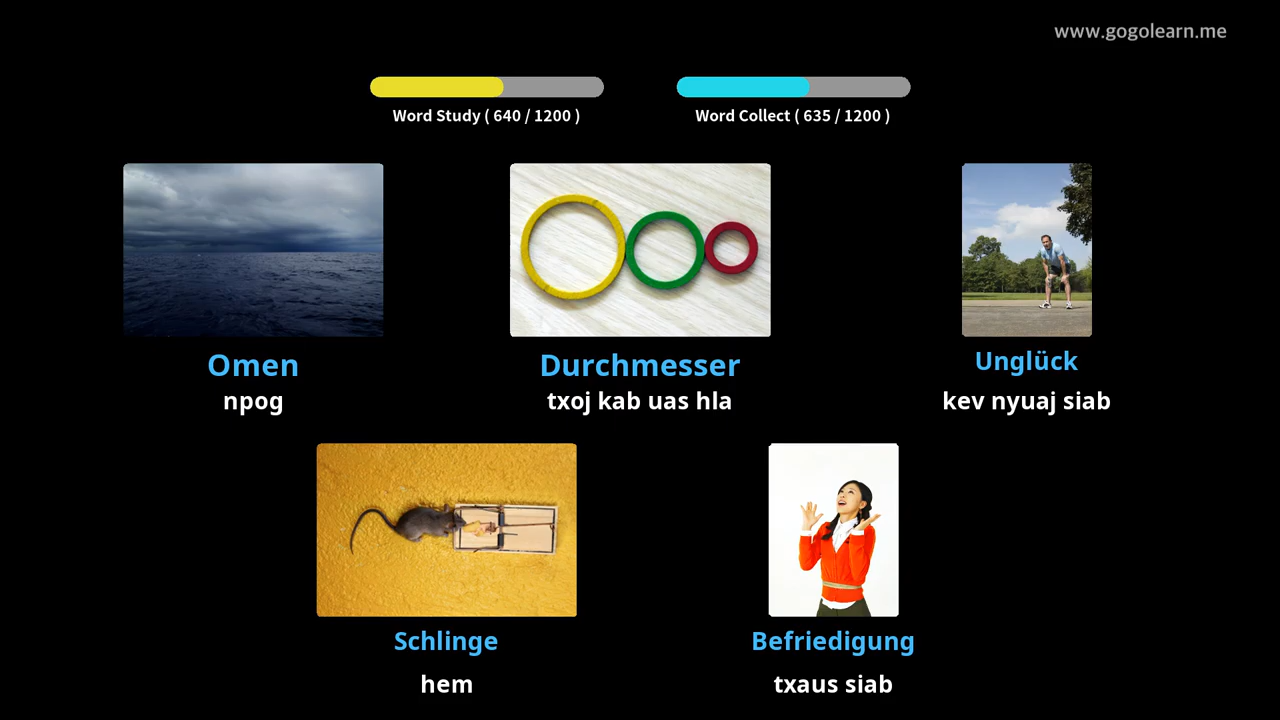 www.gogolearn.me
Word Study ( 640 / 1200 )
Word Collect ( 635 / 1200 )
Omen
npog
Durchmesser
txoj kab uas hla
Unglück
kev nyuaj siab
Schlinge
hem
Befriedigung
txaus siab